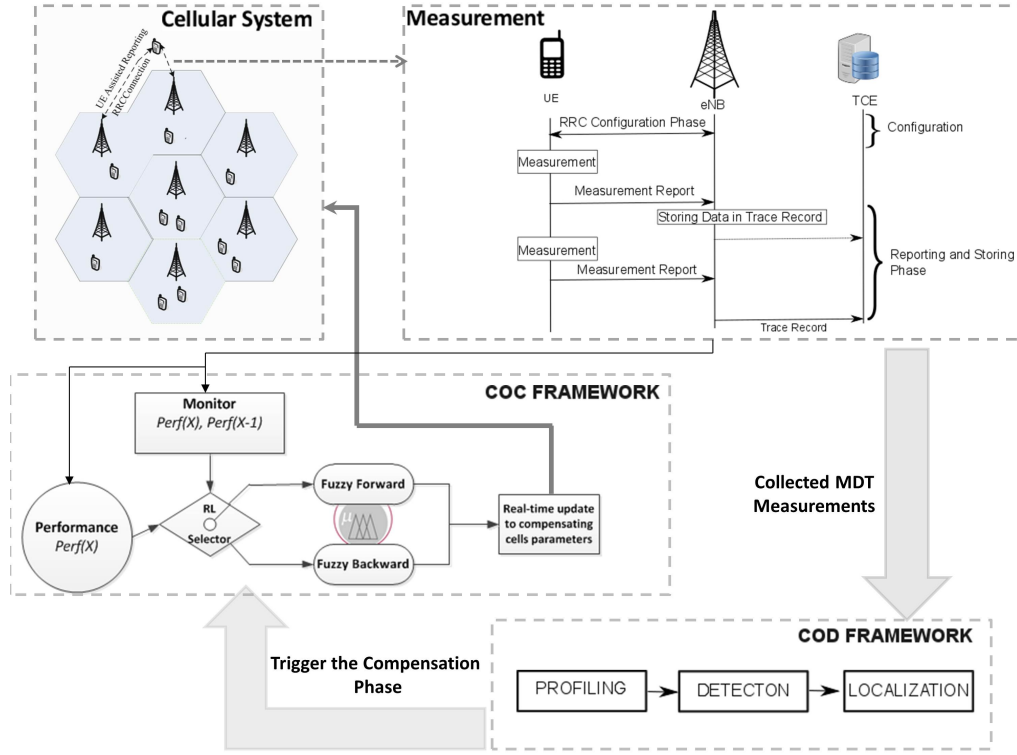 Cellular System
UE Assisted Reporting
RRCConnection
Measurement
UE
eNB
TCE
RRC Configuration Phase
Configuration
Measurement
Measurement Report
Storing Data in Trace Record
Measurement
Measurement Report
Reporting and Storing
Phase
Trace Record
COC FRAMEWORK
Monitor
Perf(X), Perf(X-1)
Performance
Perf(X)
RL
Selector
Fuzzy Forward
μ
Fuzzy Backward
Real-time update
to compensating
cells parameters
Collected MDT
Measurements
Trigger the Compensation
Phase
COD FRAMEWORK
PROFILING
DETECTON
LOCALIZATION